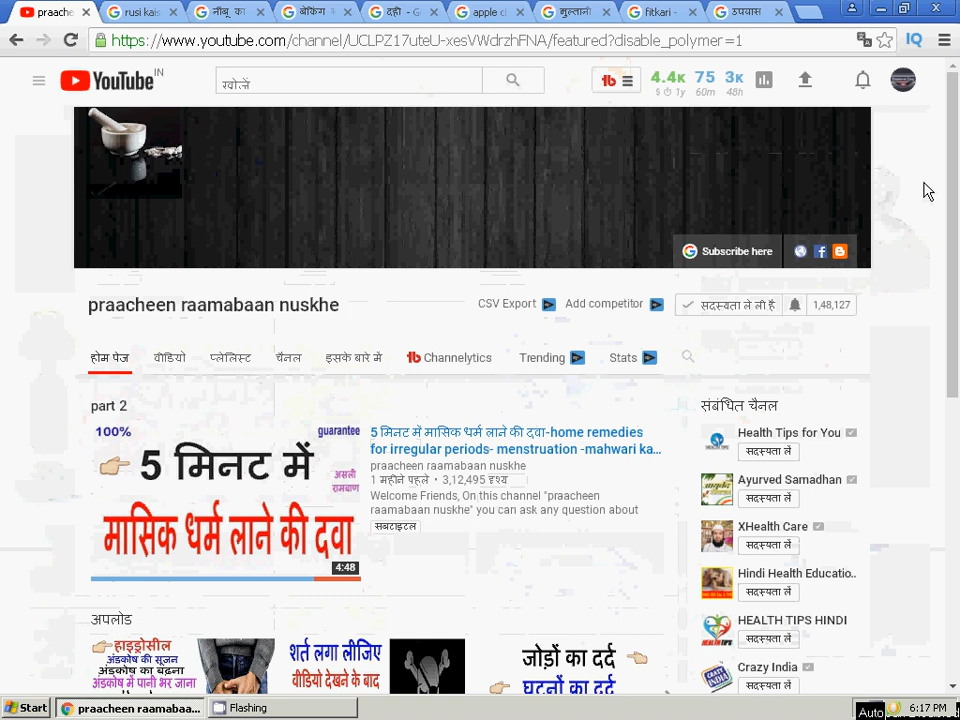 praache
rusi kais
नींबू का
बेकिंग
दही - G
apple ci
मुल्तानी
fitkari -
उपवास
https://www.youtube.com/channel/UCLPZ17uteU-xesVWdrzhFNA/featured?disable_polymer=1
IQ
YouTube IN
खोजें
tb
4.4K 75 3K
1y 60m 48h
Subscribe here
praacheen raamabaan nuskhe
CSV Export
Add competitor
सदस्यता ले ली है
1,48,127
होम पेज
वीडियो
प्लेलिस्ट
चैनल
इसके बारे में
tb Channelytics
Trending
Stats
part 2
100%
guarantee
5 मिनट में
असली
रामबाण
मासिक धर्म लाने की दवा
4:48
5 मिनट में मासिक धर्म लाने की दवा-home remedies
for irregular periods- menstruation -mahwari ka...
praacheen raamabaan nuskhe
1 महीने पहले • 3,12,495 दृश्य
Welcome Friends, On this channel "praacheen
raamabaan nuskhe" you can ask any question about
सबटाइटल
संबंधित चैनल
Health Tips for You
सदस्यता लें
Ayurved Samadhan
सदस्यता लें
XHealth Care
सदस्यता लें
Hindi Health Educatio..
सदस्यता लें
HEALTH TIPS HINDI
सदस्यता लें
Crazy India
सदस्यता लें
अपलोड
हाइड्रोसील
अंडकोष की सूजन
अंडकोष का बढ़ना
अंडकोष में पानी भर जाना
शर्त लगा लीजिए
वीडियो देखने के बाद
जोड़ों का दर्द
घुटनों का दर्द
Start
praacheen raamabaa...
Flashing
6:17 PM